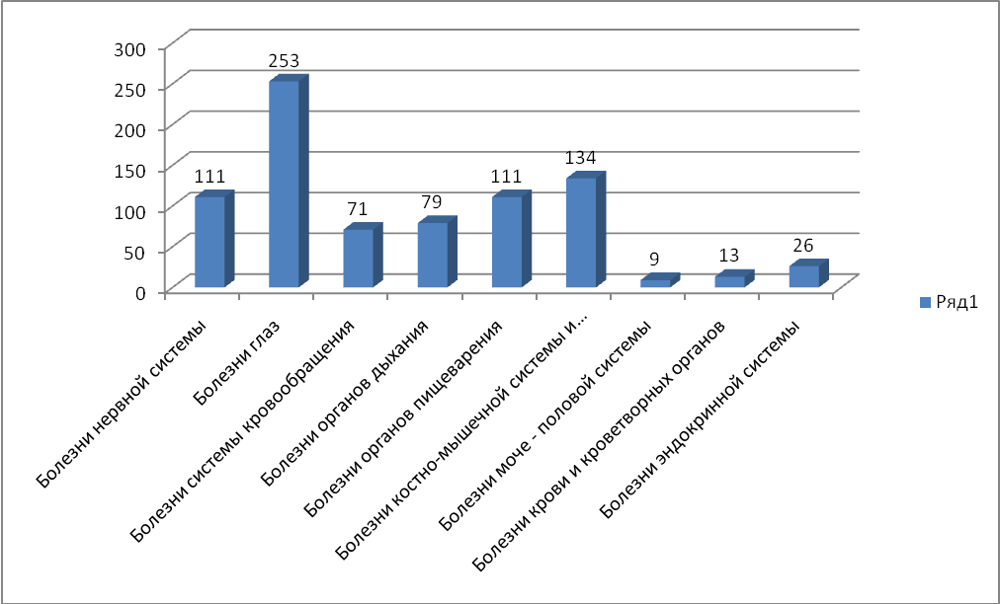 300
250
200
150
100
50
0
111
253
71
79
111
134
9
13
26
Болезни нервной системы
Болезни глаз
Болезни системы кровообращения
Болезни органов дыхания
Болезни органов пищеварения
Болезни костно-мышечной системы и...
Болезни моче - половой системы
Болезни крови и кроветворных органов
Болезни эндокринной системы
Ряд1